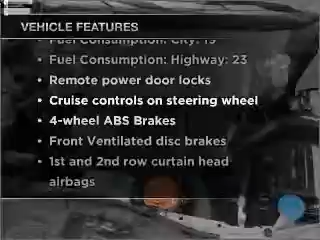 VEHICLE FEATURES
• Fuel Consumption: City: 19
• Fuel Consumption: Highway: 23
• Remote power door locks
• Cruise controls on steering wheel
• 4-wheel ABS Brakes
• Front Ventilated disc brakes
• 1st and 2nd row curtain head
airbags